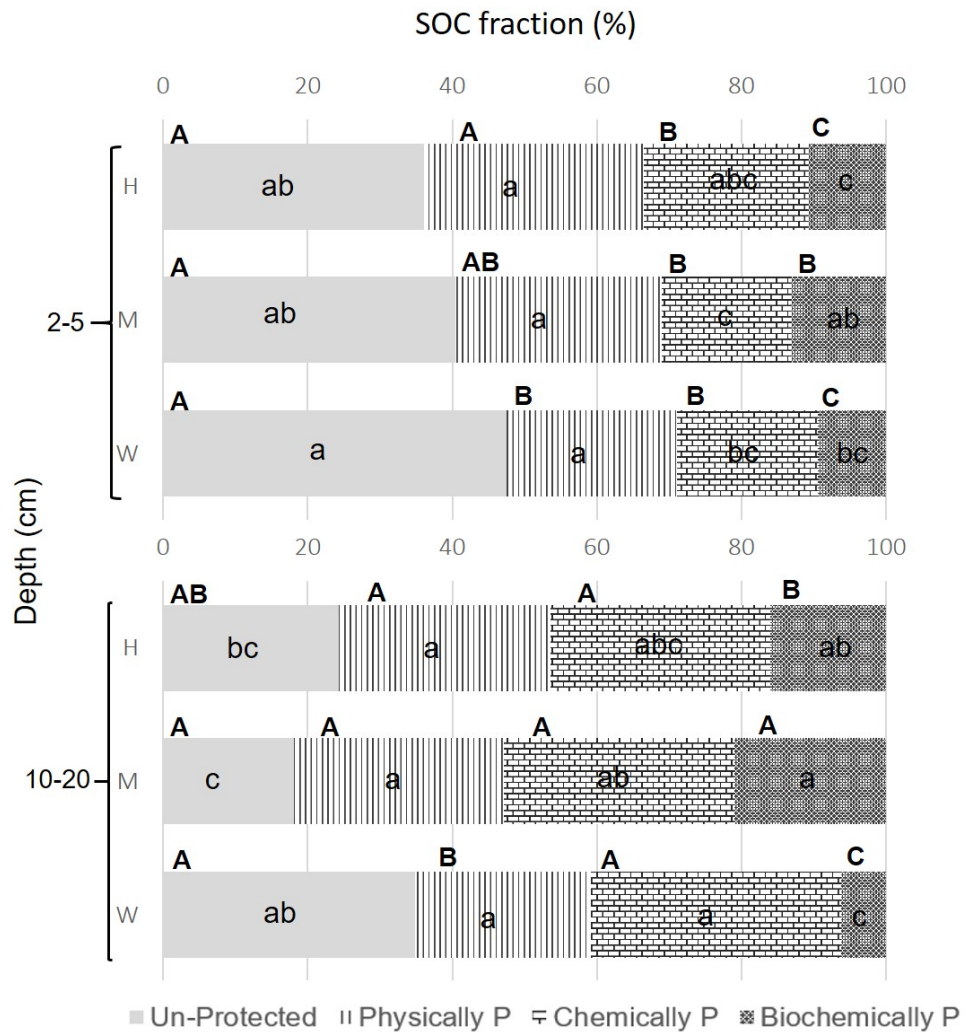 SOC fraction (%)
0 20 40 60 80 100
A A B C
H ab a abc c
A AB B B
2-5 M ab a c ab
A B B C
W a a bc bc
Depth (cm)
0 20 40 60 80 100
AB A A B
H bc a abc ab
A A A A
10-20 M c a ab a
A B A C
W ab a a c
Un-Protected Physically P Chemically P Biochemically P